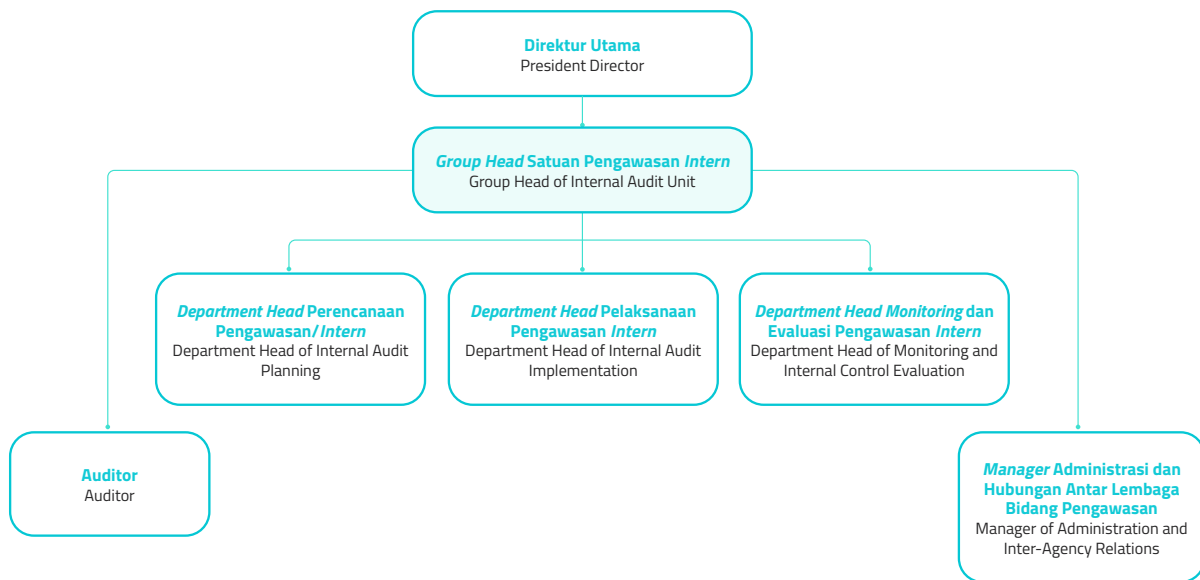 Direktur Utama
President Director
Group Head Satuan Pengawasan Intern
Group Head of Internal Audit Unit
Department Head Perencanaan
Pengawasan/Intern
Department Head of Internal Audit
Planning
Department Head Pelaksanaan
Pengawasan Intern
Department Head of Internal Audit
Implementation
Department Head Monitoring dan
Evaluasi Pengawasan Intern
Department Head of Monitoring and
Internal Control Evaluation
Auditor
Auditor
Manager Administrasi dan
Hubungan Antar Lembaga
Bidang Pengawasan
Manager of Administration and
Inter-Agency Relations